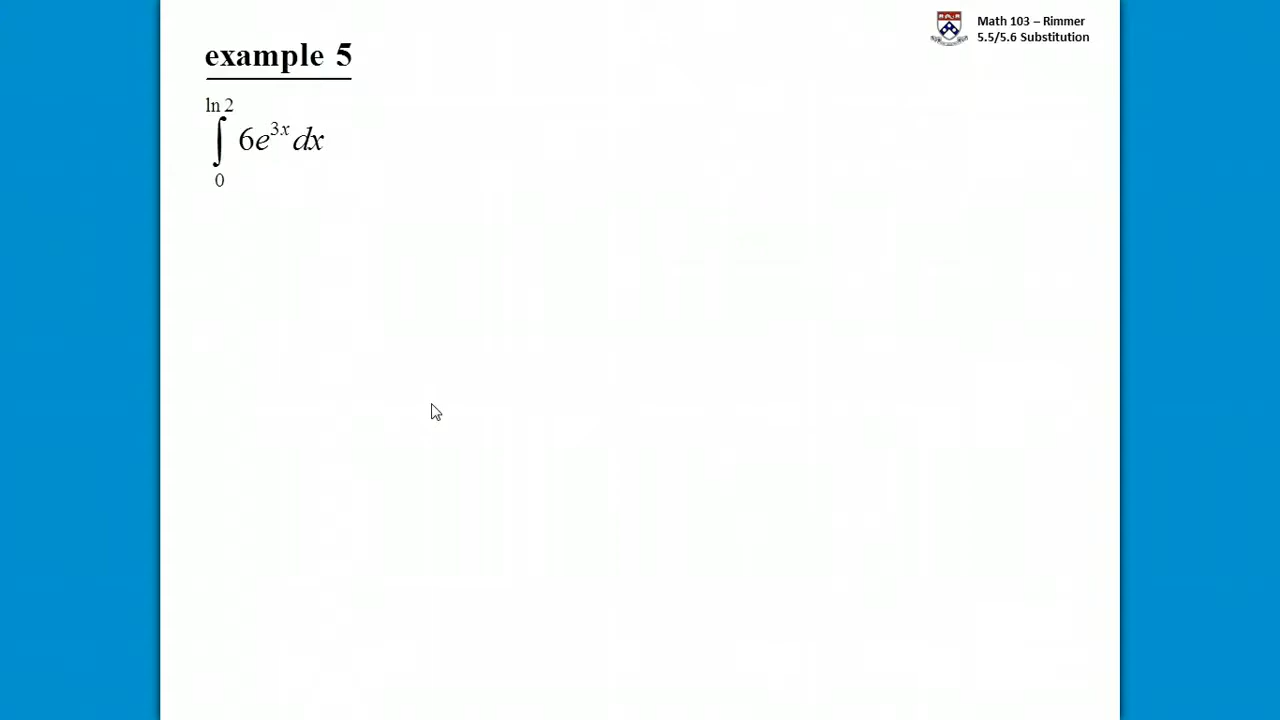 Math 103 – Rimmer
5.5/5.6 Substitution
example 5
ln 2
∫ 6e^{3x} dx
0